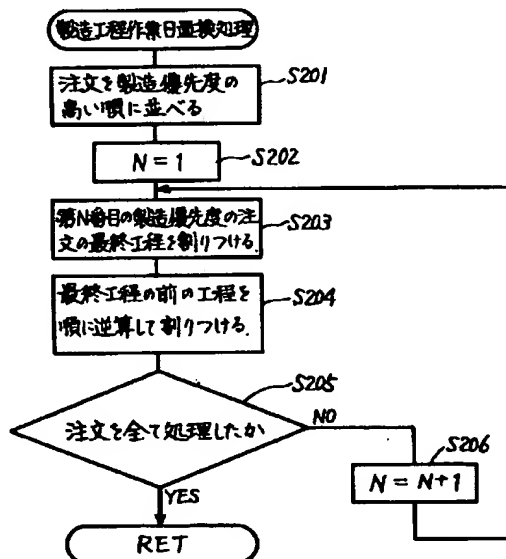 製造工程作業日量検処理
注文を製造優先度の
高い順に並べる
S201
N=1
S202
第N番目の製造優先度の注
文の最終工程を割りつける.
S203
最終工程の前の工程を
順に逆算して割りつける.
S204
注文を全て処理したか
S205
NO
YES
N=N+1
S206
RET